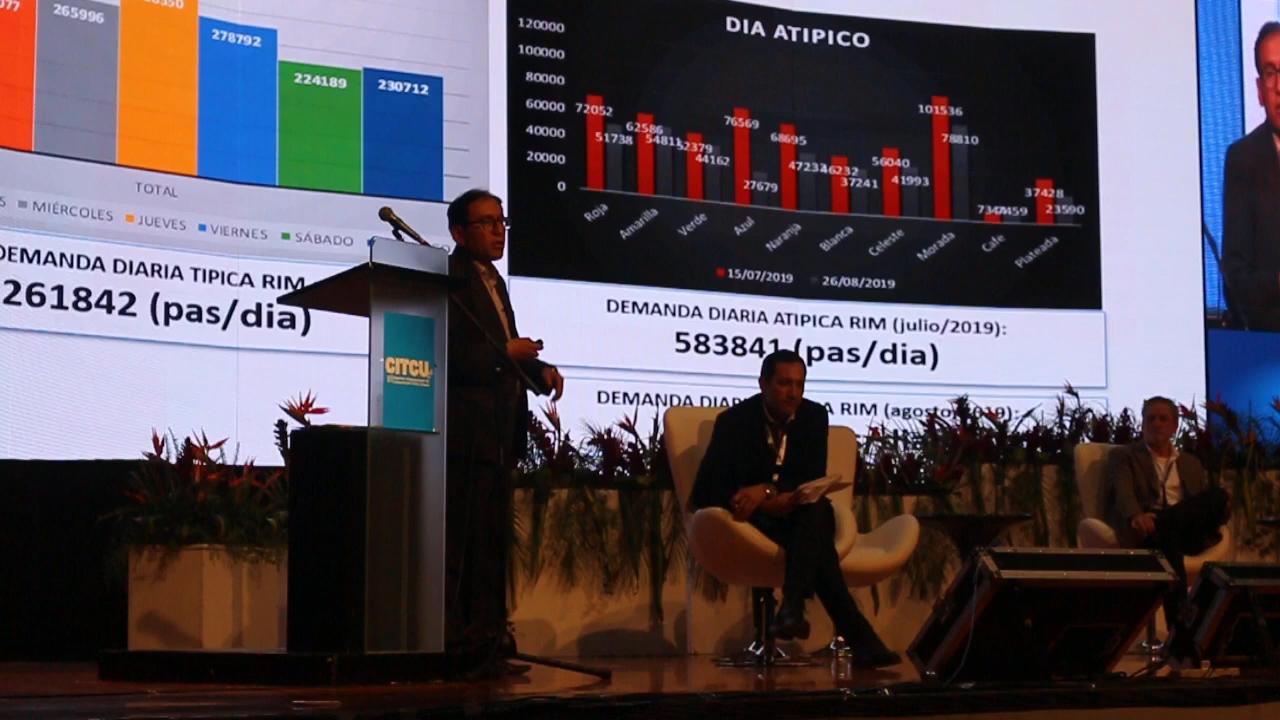 265996
278792
224189
230712
TOTAL
MIÉRCOLES
JUEVES
VIERNES
SÁBADO
DEMANDA DIARIA TIPICA RIM
261842 (pas/dia)
DIA ATIPICO
120000
100000
80000
60000
40000
20000
0
72052
51738
62586
54811
52379
44162
76569
27679
68695
47234
46232
37241
56040
41993
101536
78810
37428
23590
Roja
Amarilla
Verde
Azul
Naranja
Blanca
Celeste
Morada
Cafe
Plateada
15/07/2019
26/08/2019
DEMANDA DIARIA ATIPICA RIM (julio/2019):
583841 (pas/dia)
DEMANDA
RIM (agosto/2019):
CITCU